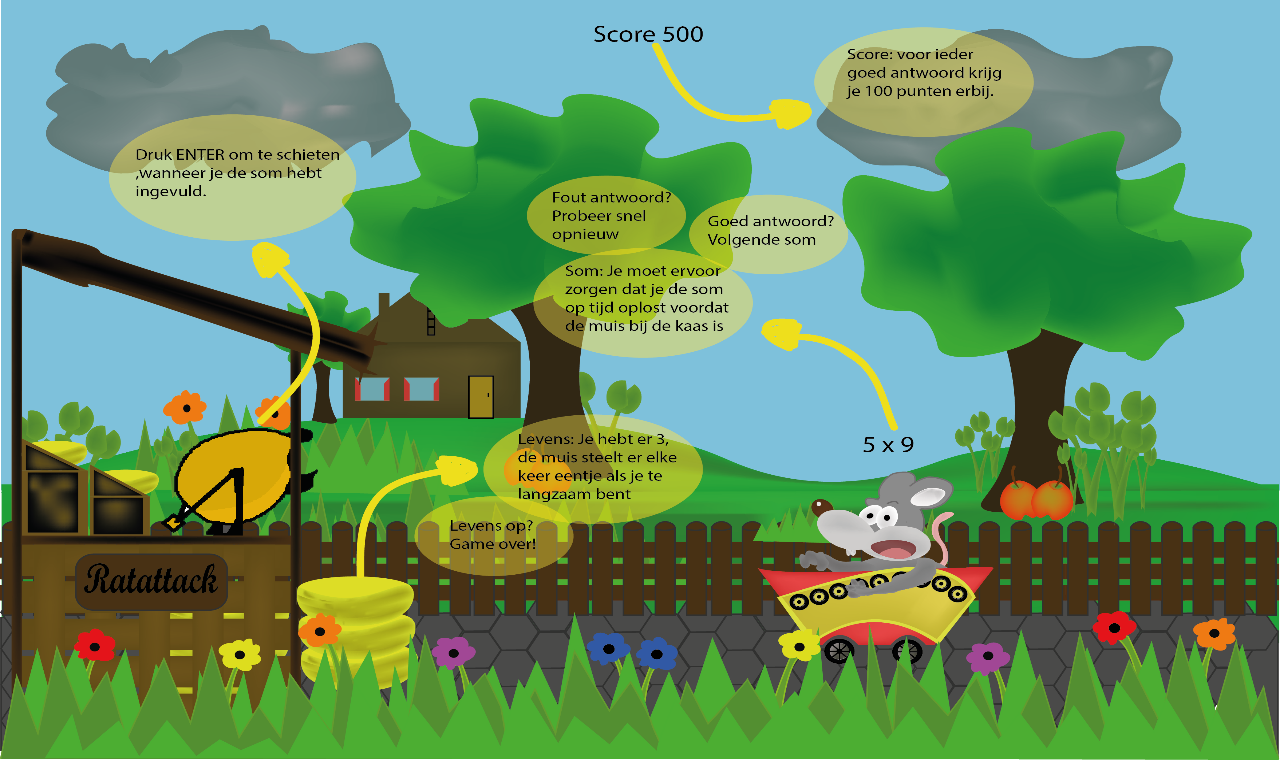 Score 500
Score: voor ieder
goed antwoord krijg
je 100 punten erbij.
Druk ENTER om te schieten
,wanneer je de som hebt
ingevuld.
Fout antwoord?
Probeer snel
opnieuw
Goed antwoord?
Volgende som
Som: Je moet ervoor
zorgen dat je de som
op tijd oplost voordat
de muis bij de kaas is
5 x 9
Levens: Je hebt er 3,
de muis steelt er elke
keer eentje als je te
langzaam bent
Levens op?
Game over!
Ratattack